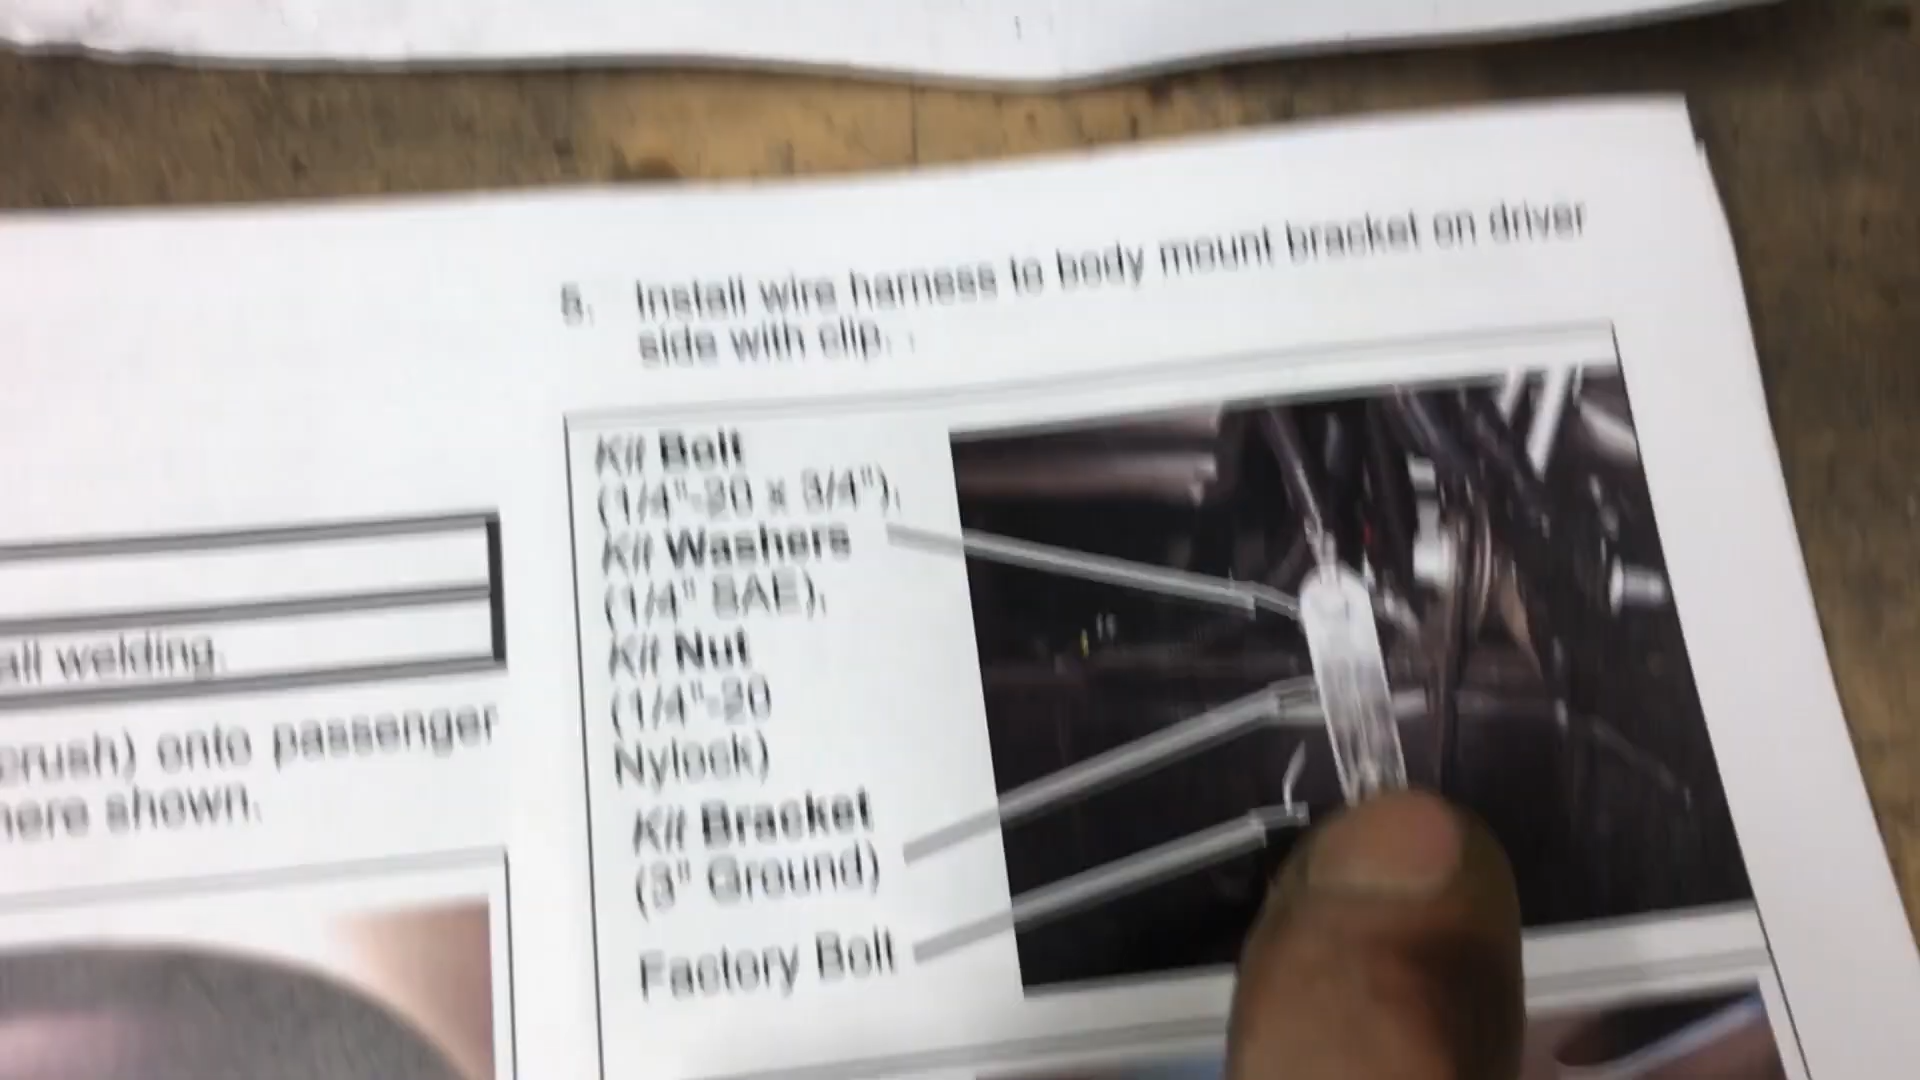 all welding.
crush) onto passenger
here shown.
5. Install wire harness to body mount bracket on driver
side with clip.
Kit Bolt
(1/4"-20 x 3/4"),
Kit Washers
(1/4" SAE),
Kit Nut
(1/4"-20
Nylock)
Kit Bracket
(3" Ground)
Factory Bolt